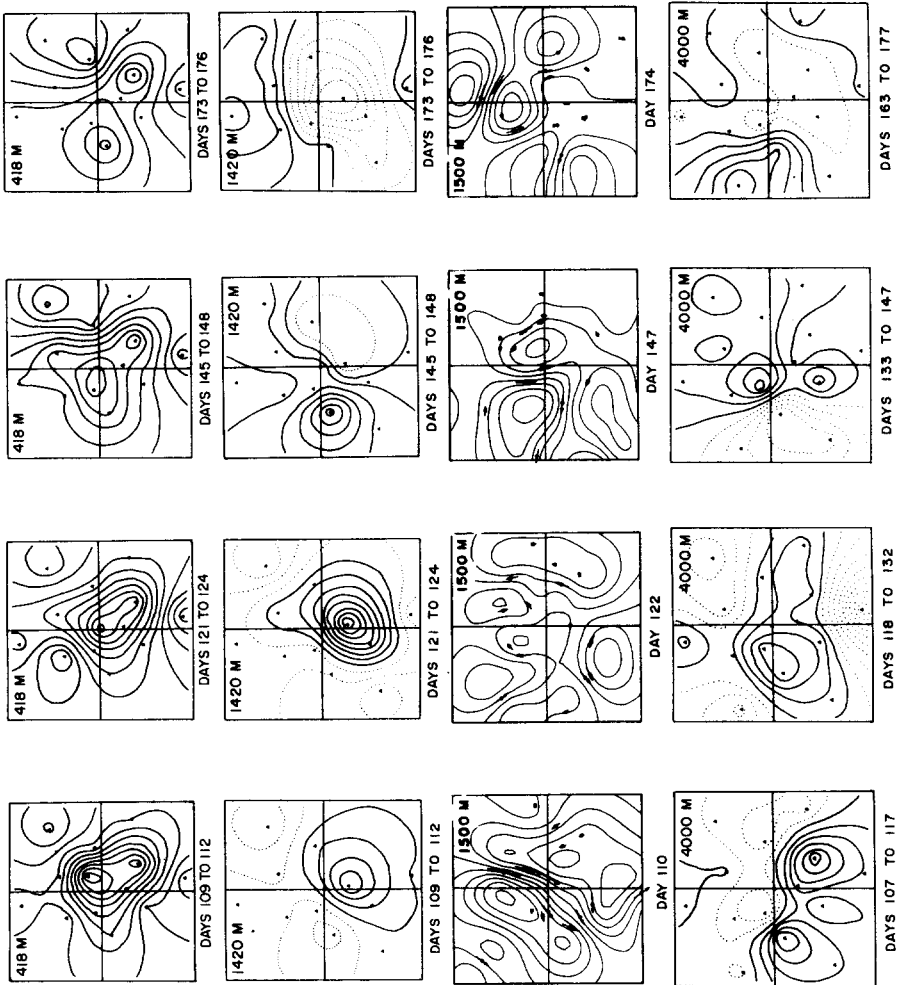 418 M
DAYS 173 TO 176
1420 M
DAYS 173 TO 176
1500 M
DAY 174
4000 M
DAYS 163 TO 177
418 M
DAYS 145 TO 148
1420 M
DAYS 145 TO 148
1500 M
DAY 147
4000 M
DAYS 133 TO 147
418 M
DAYS 121 TO 124
1420 M
DAYS 121 TO 124
1500 M
DAY 122
4000 M
DAYS 118 TO 132
418 M
DAYS 109 TO 112
1420 M
DAYS 109 TO 112
1500 M
DAY 110
4000 M
DAYS 107 TO 117